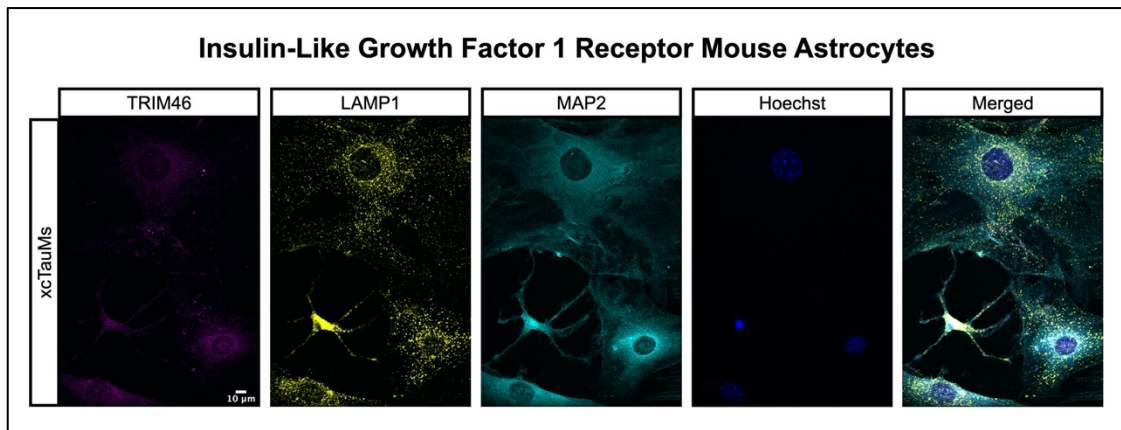 Insulin-Like Growth Factor 1 Receptor Mouse Astrocytes
TRIM46 LAMP1 MAP2 Hoechst Merged
xcTauMs
10 µm